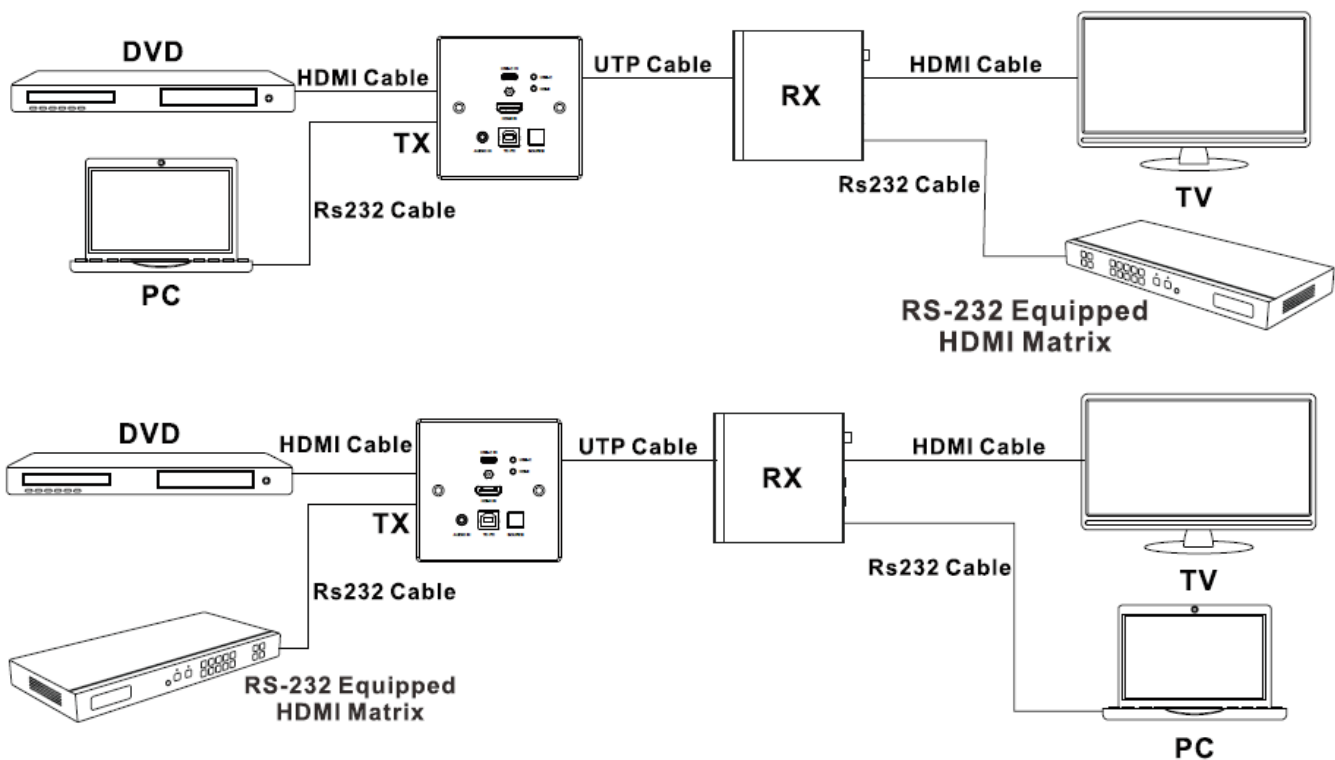 DVD
HDMI Cable
UTP Cable
RX
HDMI Cable
TX
Rs232 Cable
Rs232 Cable
TV
PC
RS-232 Equipped
HDMI Matrix
DVD
HDMI Cable
UTP Cable
RX
HDMI Cable
TX
Rs232 Cable
Rs232 Cable
TV
RS-232 Equipped
HDMI Matrix
PC